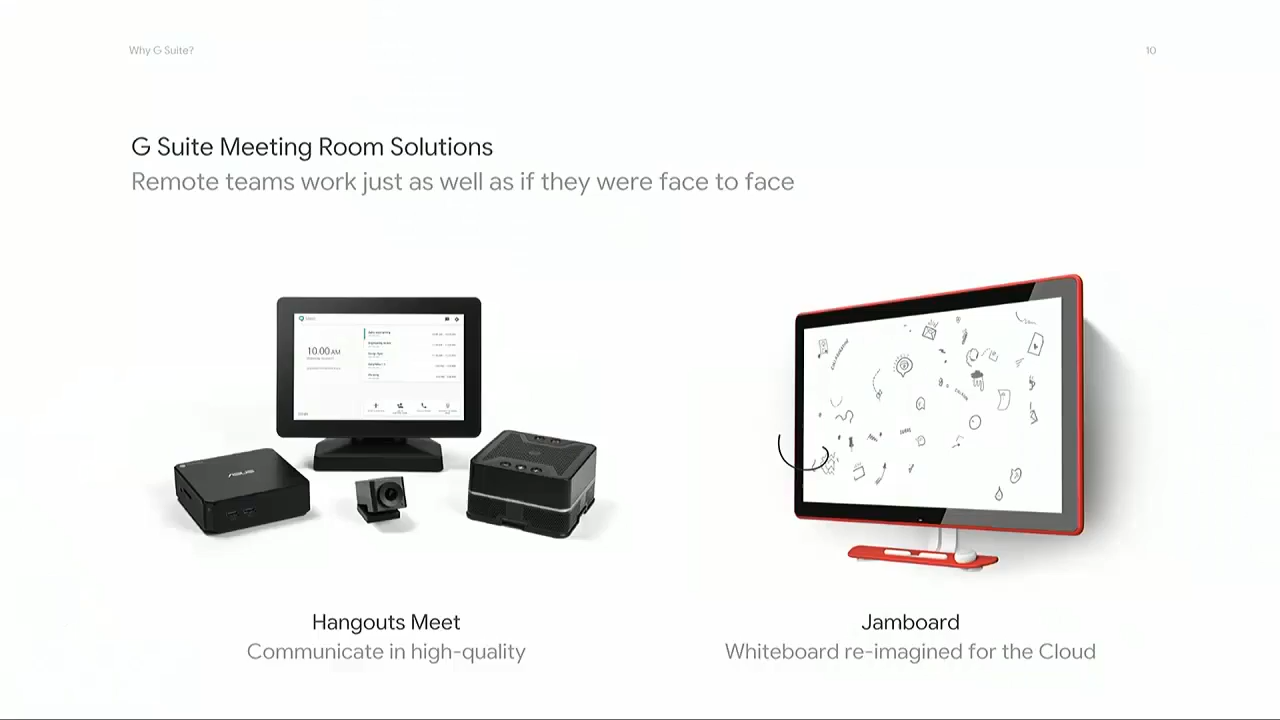 Why G Suite?
10
G Suite Meeting Room Solutions
Remote teams work just as well as if they were face to face
10:00 AM
ASUS
Hangouts Meet
Communicate in high-quality
Jamboard
Whiteboard re-imagined for the Cloud